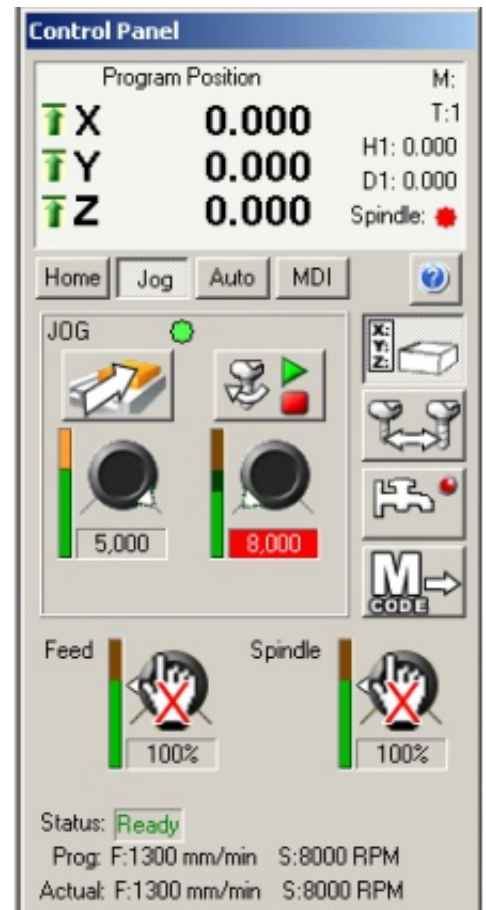 Control Panel
Program Position M:
X 0.000 T:1
Y 0.000 H1: 0.000
D1: 0.000
Z 0.000 Spindle:
Home Jog Auto MDI ?
JOG X:
Y:
Z:
5,000 8,000
M
CODE
Feed Spindle
100% 100%
Status: Ready
Prog: F:1300 mm/min S:8000 RPM
Actual: F:1300 mm/min S:8000 RPM